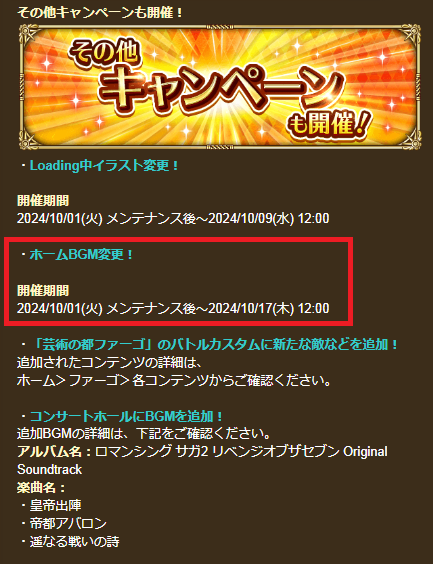 その他キャンペーンも開催！
その他
キャンペーン
も開催!
・Loading中イラスト変更！
開催期間
2024/10/01(火) メンテナンス後～2024/10/09(水) 12:00
・ホームBGM変更！
開催期間
2024/10/01(火) メンテナンス後～2024/10/17(木) 12:00
・「芸術の都ファーゴ」のバトルカスタムに新たな敵などを追加！
追加されたコンテンツの詳細は、
ホーム＞ファーゴ＞各コンテンツからご確認ください。
・コンサートホールにBGMを追加！
追加BGMの詳細は、下記をご確認ください。
アルバム名：ロマンシング サガ2 リベンジオブザセブン Original
Soundtrack
楽曲名：
・皇帝出陣
・帝都アバロン
・遥なる戦いの詩